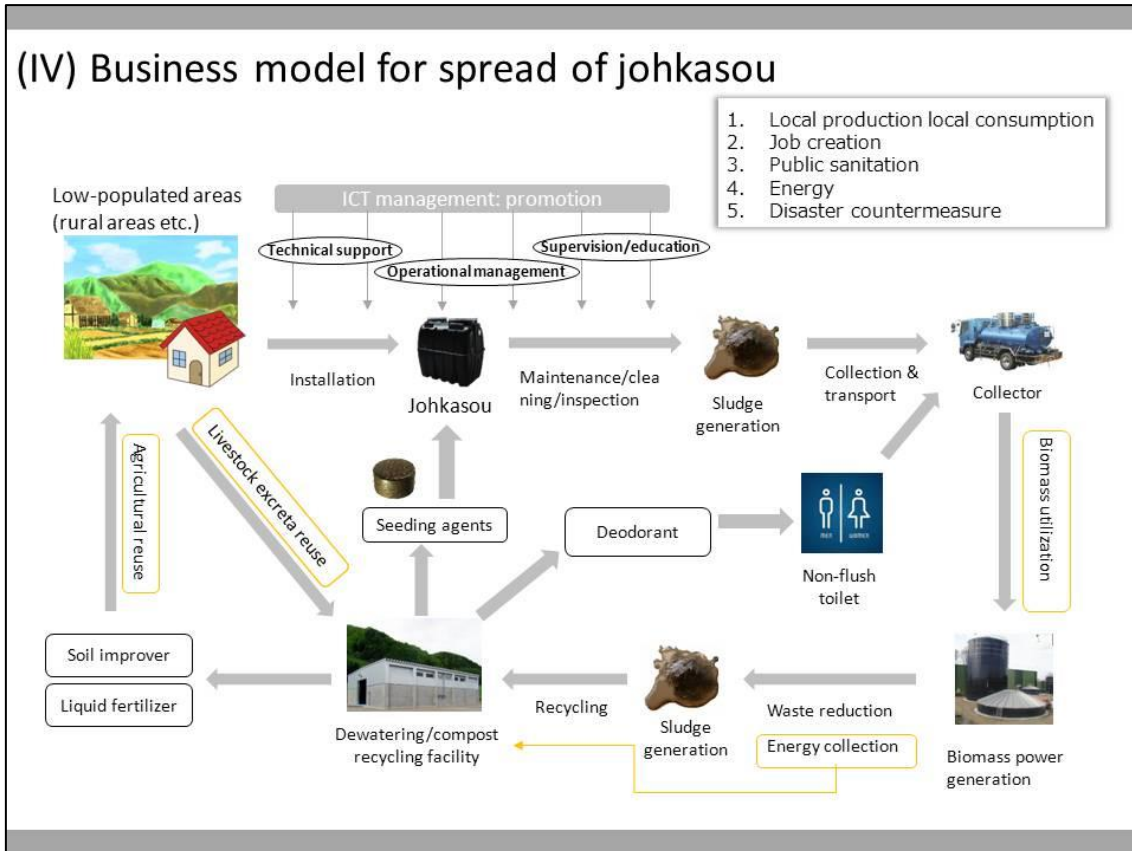 (IV) Business model for spread of johkasou
1. Local production local consumption
2. Job creation
3. Public sanitation
4. Energy
5. Disaster countermeasure
Low-populated areas
(rural areas etc.)
ICT management: promotion
Technical support
Operational management
Supervision/education
Installation
Johkasou
Maintenance/clea
ning/inspection
Sludge
generation
Collection &
transport
Collector
Agricultural reuse
Livestock excreta reuse
Seeding agents
Deodorant
MEN
WOMEN
Non-flush
toilet
Biomass utilization
Soil improver
Liquid fertilizer
Dewatering/compost
recycling facility
Recycling
Sludge
generation
Waste reduction
Energy collection
Biomass power
generation